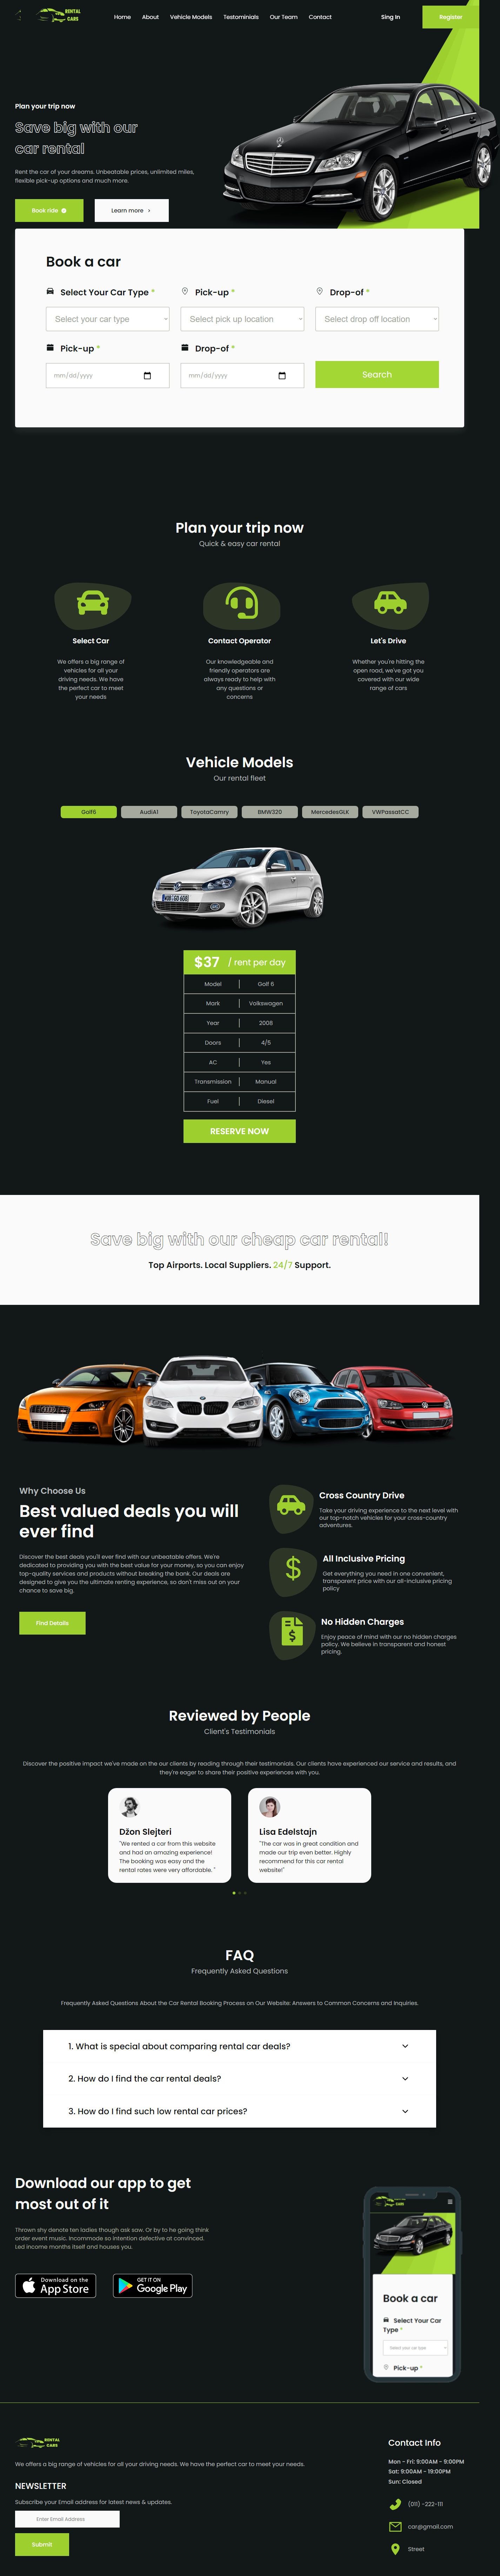 RENTAL
CARS
Home About Vehicle Models Testominials Our Team Contact Sing In Register
Plan your trip now
Save big with our
car rental
Rent the car of your dreams. Unbeatable prices, unlimited miles,
flexible pick-up options and much more.
Book ride Learn more
Book a car
Select Your Car Type * Pick-up * Drop-of *
Select your car type Select pick up location Select drop off location
Pick-up * Drop-of *
mm/dd/yyyy mm/dd/yyyy Search
Plan your trip now
Quick & easy car rental
Select Car
We offers a big range of
vehicles for all your
driving needs. We have
the perfect car to meet
your needs
Contact Operator
Our knowledgeable and
friendly operators are
always ready to help with
any questions or
concerns
Let's Drive
Whether you're hitting the
open road, we've got you
covered with our wide
range of cars
Vehicle Models
Our rental fleet
Golf6 AudiA1 ToyotaCamry BMW320 MercedesGLK VWPassatCC
$37 / rent per day
Model Golf 6
Mark Volkswagen
Year 2008
Doors 4/5
AC Yes
Transmission Manual
Fuel Diesel
RESERVE NOW
Save big with our cheap car rental!
Top Airports. Local Suppliers. 24/7 Support.
Why Choose Us
Best valued deals you will
ever find
Discover the best deals you'll ever find with our unbeatable offers. We're
dedicated to providing you with the best value for your money, so you can enjoy
top-quality services and products without breaking the bank. Our deals are
designed to give you the ultimate renting experience, so don't miss out on your
chance to save big.
Find Details
Cross Country Drive
Take your driving experience to the next level with
our top-notch vehicles for your cross-country
adventures.
All Inclusive Pricing
Get everything you need in one convenient,
transparent price with our all-inclusive pricing
policy
No Hidden Charges
Enjoy peace of mind with our no hidden charges
policy. We believe in transparent and honest
pricing.
Reviewed by People
Client's Testimonials
Discover the positive impact we've made on the our clients by reading through their testimonials. Our clients have experienced our service and results, and
they're eager to share their positive experiences with you.
Džon Slejteri
"We rented a car from this website
and had an amazing experience!
The booking was easy and the
rental rates were very affordable. "
Lisa Edelstajn
"The car was in great condition and
made our trip even better. Highly
recommend for this car rental
website!"
FAQ
Frequently Asked Questions
Frequently Asked Questions About the Car Rental Booking Process on Our Website: Answers to Common Concerns and Inquiries.
1. What is special about comparing rental car deals?
2. How do I find the car rental deals?
3. How do I find such low rental car prices?
Download our app to get
most out of it
Thrown shy denote ten ladies though ask saw. Or by to he going think
order event music. Incommode so intention defective at convinced.
Led income months itself and houses you.
Download on the
App Store
GET IT ON
Google Play
Book a car
Select Your Car
Type *
Select your car type
Pick-up *
RENTAL
CARS
We offers a big range of vehicles for all your driving needs. We have the perfect car to meet your needs.
NEWSLETTER
Subscribe your Email address for latest news & updates.
Enter Email Address
Submit
Contact Info
Mon - Fri: 9:00AM - 9:00PM
Sat: 9:00AM - 19:00PM
Sun: Closed
(011) -222-111
car@gmail.com
Street